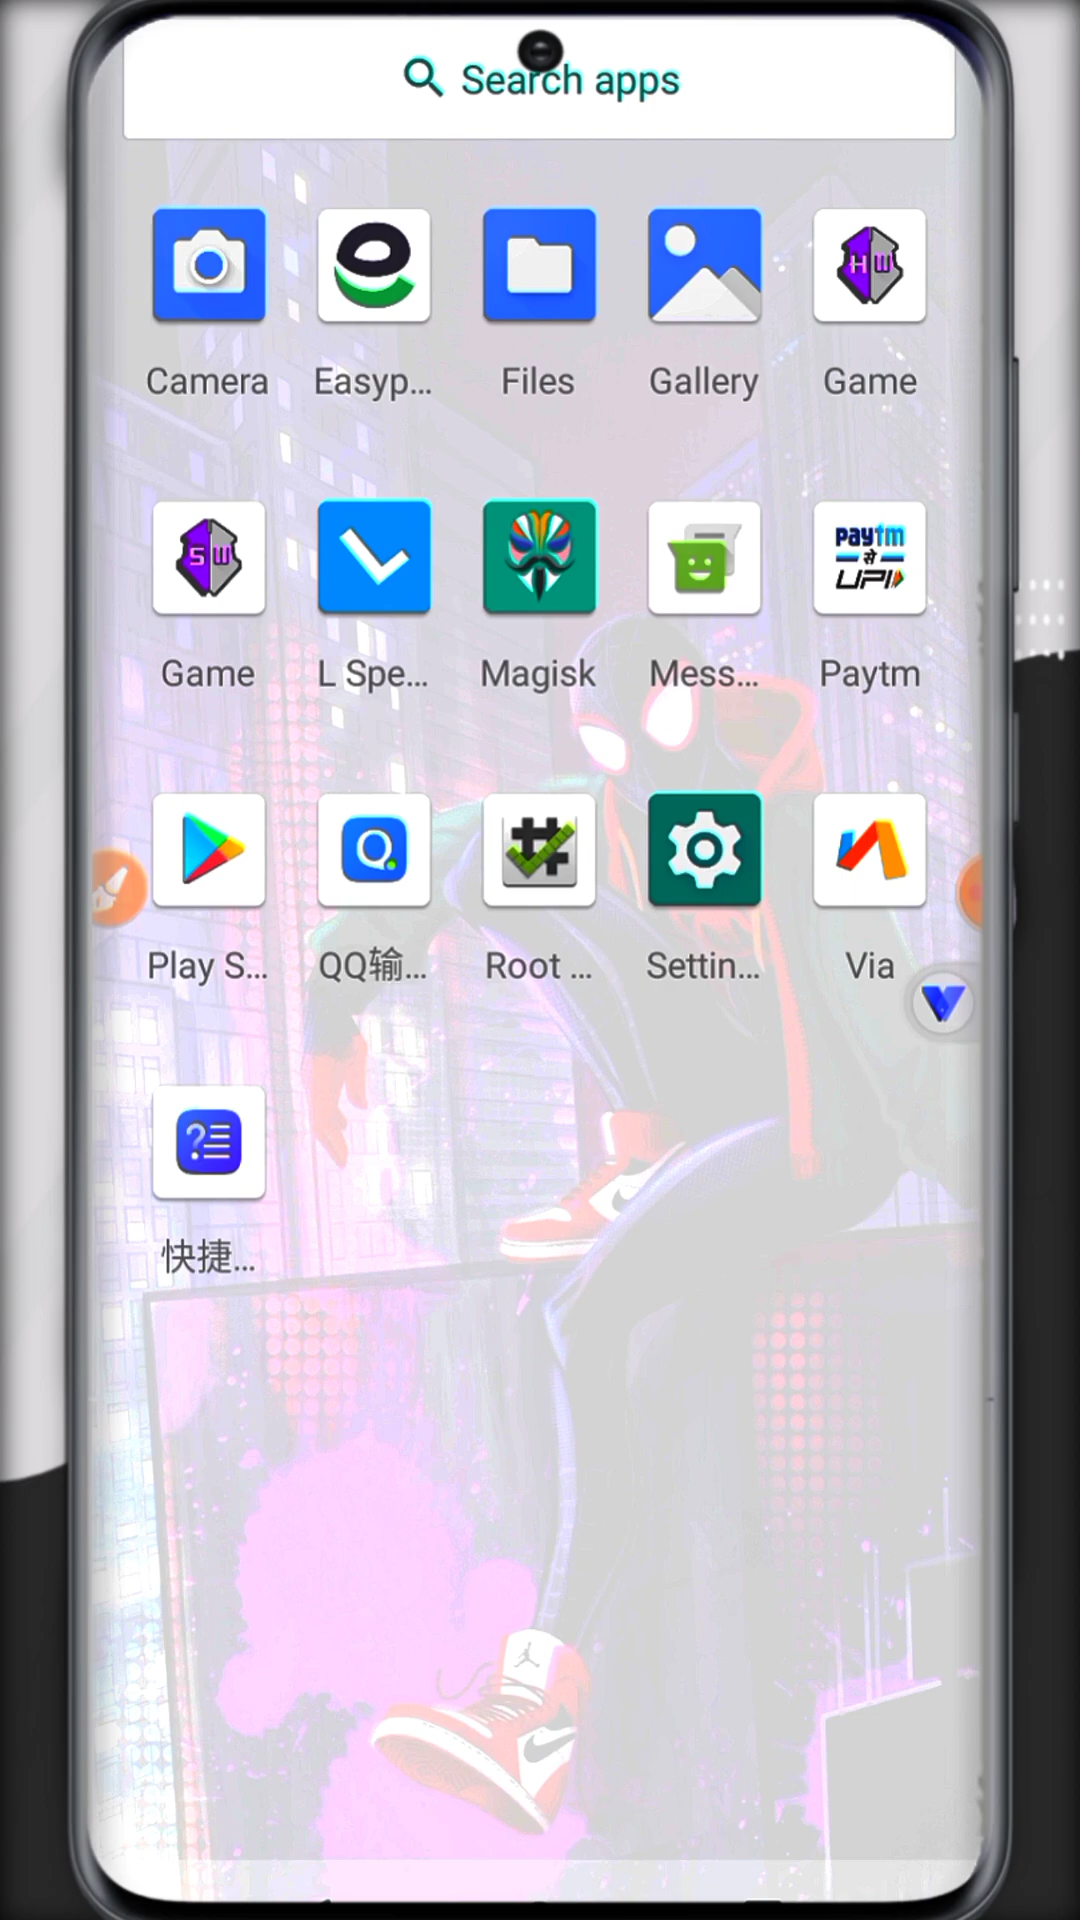 Search apps
Camera
Easyp...
Files
Gallery
Game
HW
SW
Paytm
से
UPI
Game
L Spe...
Magisk
Mess...
Paytm
Play S...
QQ输...
Root ...
Settin...
Via
快捷...